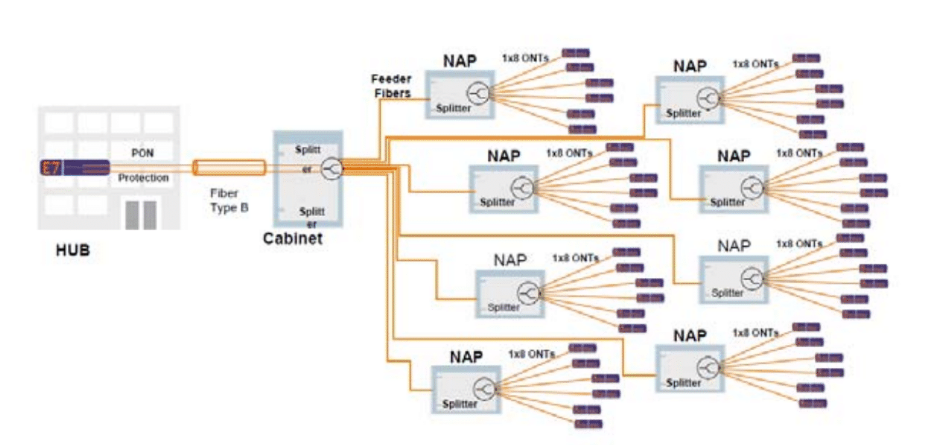 NAP
1x8 ONTs
Feeder
Fibers
Splitter
NAP
1x8 ONTs
Splitter
E7
PON
Protection
Fiber
Type B
HUB
Splitt
er
Splitt
er
Cabinet
NAP
1x8 ONTs
Splitter
NAP
1x8 ONTs
Splitter
NAP
1x8 ONTs
Splitter
NAP
1x8 ONTs
Splitter
NAP
1x8 ONTs
Splitter
NAP
1x8 ONTs
Splitter